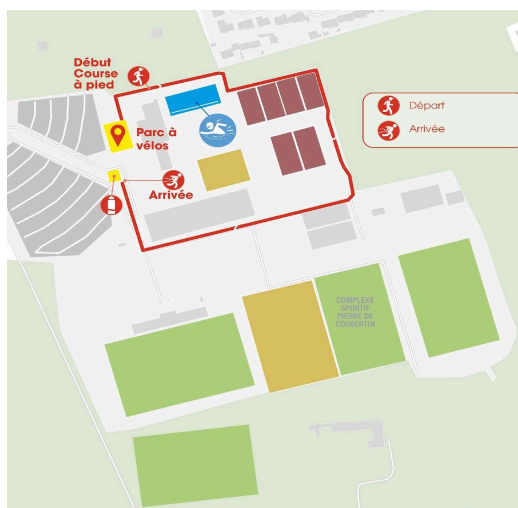 Début
Course
à pied
Parc à
vélos
Arrivée
Départ
Arrivée
COMPLEXE
SPORTIF
PIERRE DE
COUBERTIN